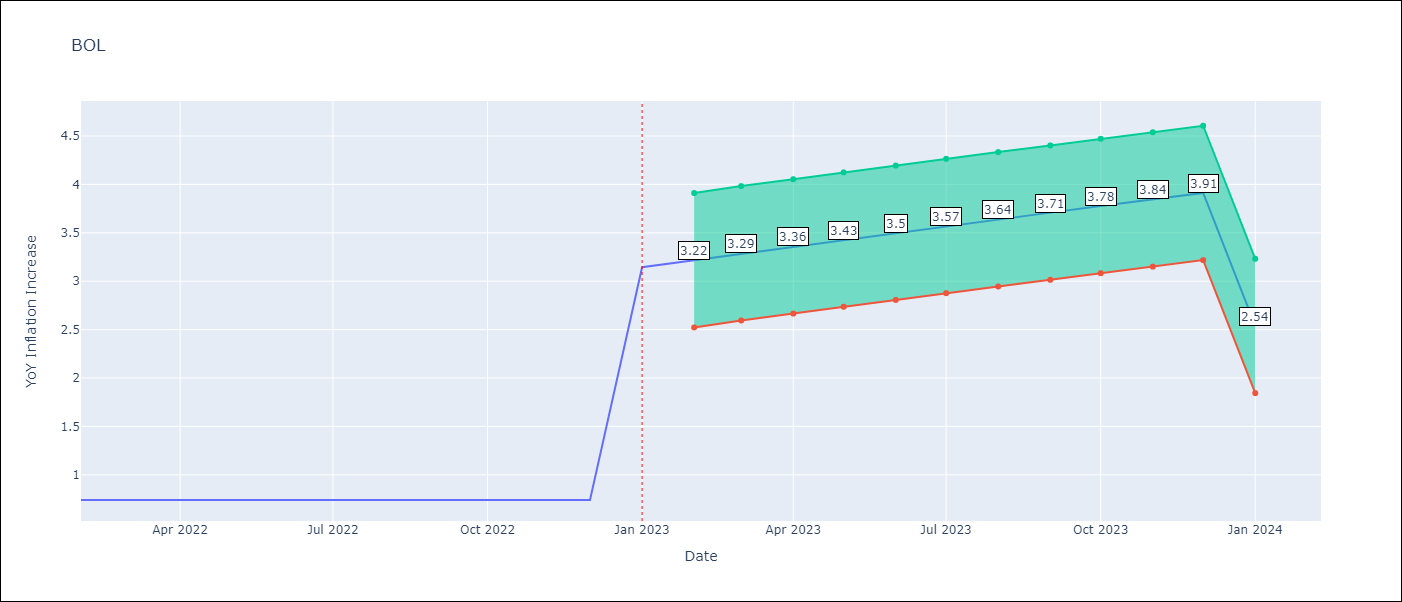 BOL
YoY Inflation Increase
4.5
4
3.5
3
2.5
2
1.5
1
3.22
3.29
3.36
3.43
3.5
3.57
3.64
3.71
3.78
3.84
3.91
2.54
Apr 2022
Jul 2022
Oct 2022
Jan 2023
Apr 2023
Jul 2023
Oct 2023
Jan 2024
Date